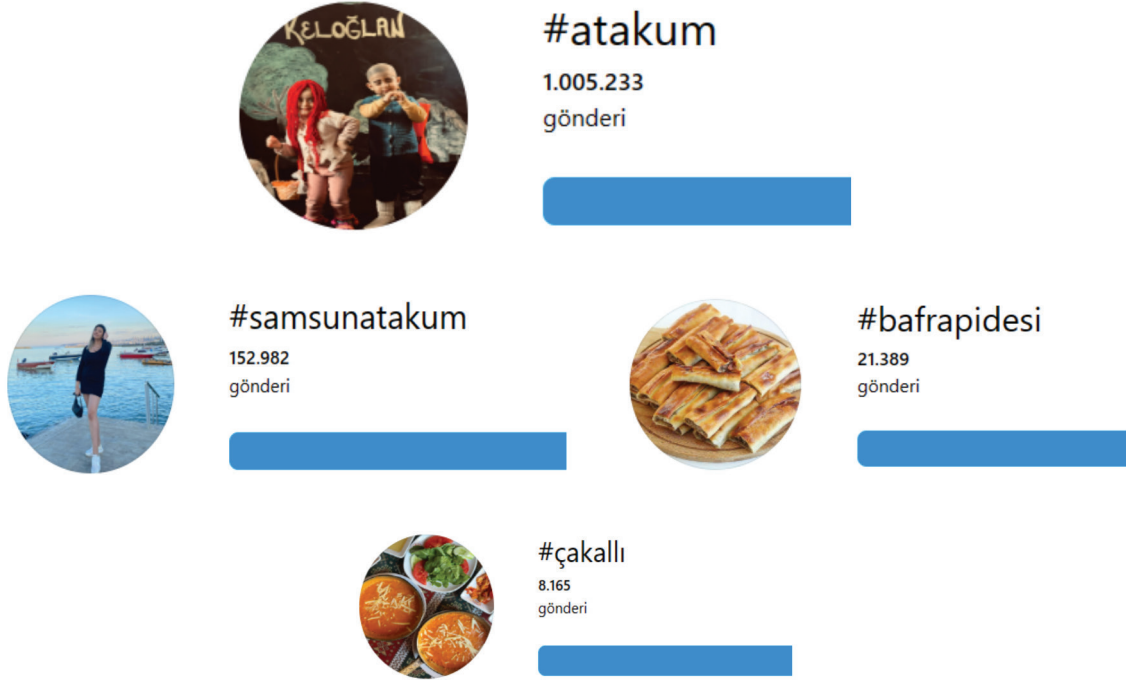 KELOĞLAN
#atakum
1.005.233
gönderi
#samsunatakum
152.982
gönderi
#bafrapidesi
21.389
gönderi
#çakallı
8.165
gönderi